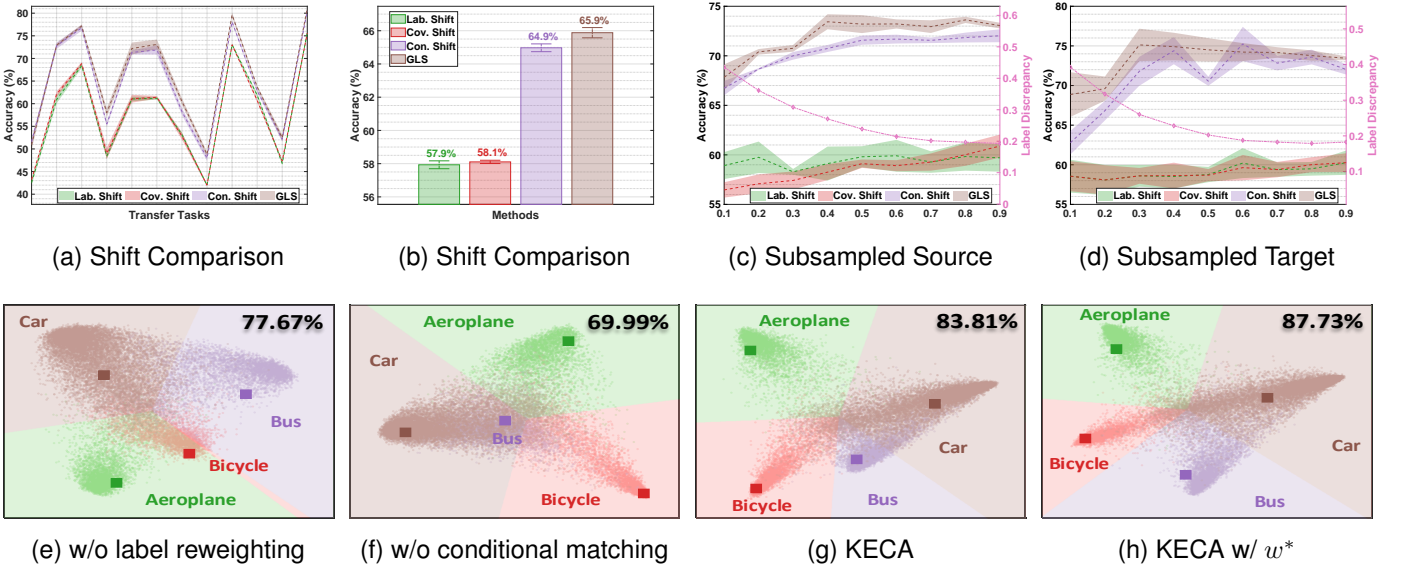 Accuracy (%)
80
75
70
65
60
55
50
45
40
Lab. Shift Cov. Shift Con. Shift GLS
Transfer Tasks
(a) Shift Comparison
Accuracy (%)
66
64
62
60
58
56
Lab. Shift
Cov. Shift
Con. Shift
GLS
57.9%
58.1%
64.9%
65.9%
Methods
(b) Shift Comparison
Accuracy (%)
75
70
65
60
55
0.1 0.2 0.3 0.4 0.5 0.6 0.7 0.8 0.9
Lab. Shift Cov. Shift Con. Shift GLS
0.6
0.5
0.4
0.3
0.2
0.1
0
Label Discrepancy
(c) Subsampled Source
Accuracy (%)
80
75
70
65
60
55
0.1 0.2 0.3 0.4 0.5 0.6 0.7 0.8 0.9
Lab. Shift Cov. Shift Con. Shift GLS
0.5
0.4
0.3
0.2
0.1
Label Discrepancy
(d) Subsampled Target
Car
77.67%
Bus
Bicycle
Aeroplane
(e) w/o label reweighting
Aeroplane
69.99%
Car
Bus
Bicycle
(f) w/o conditional matching
Aeroplane
83.81%
Car
Bus
Bicycle
(g) KECA
Aeroplane
87.73%
Car
Bicycle
Bus
(h) KECA w/ w*